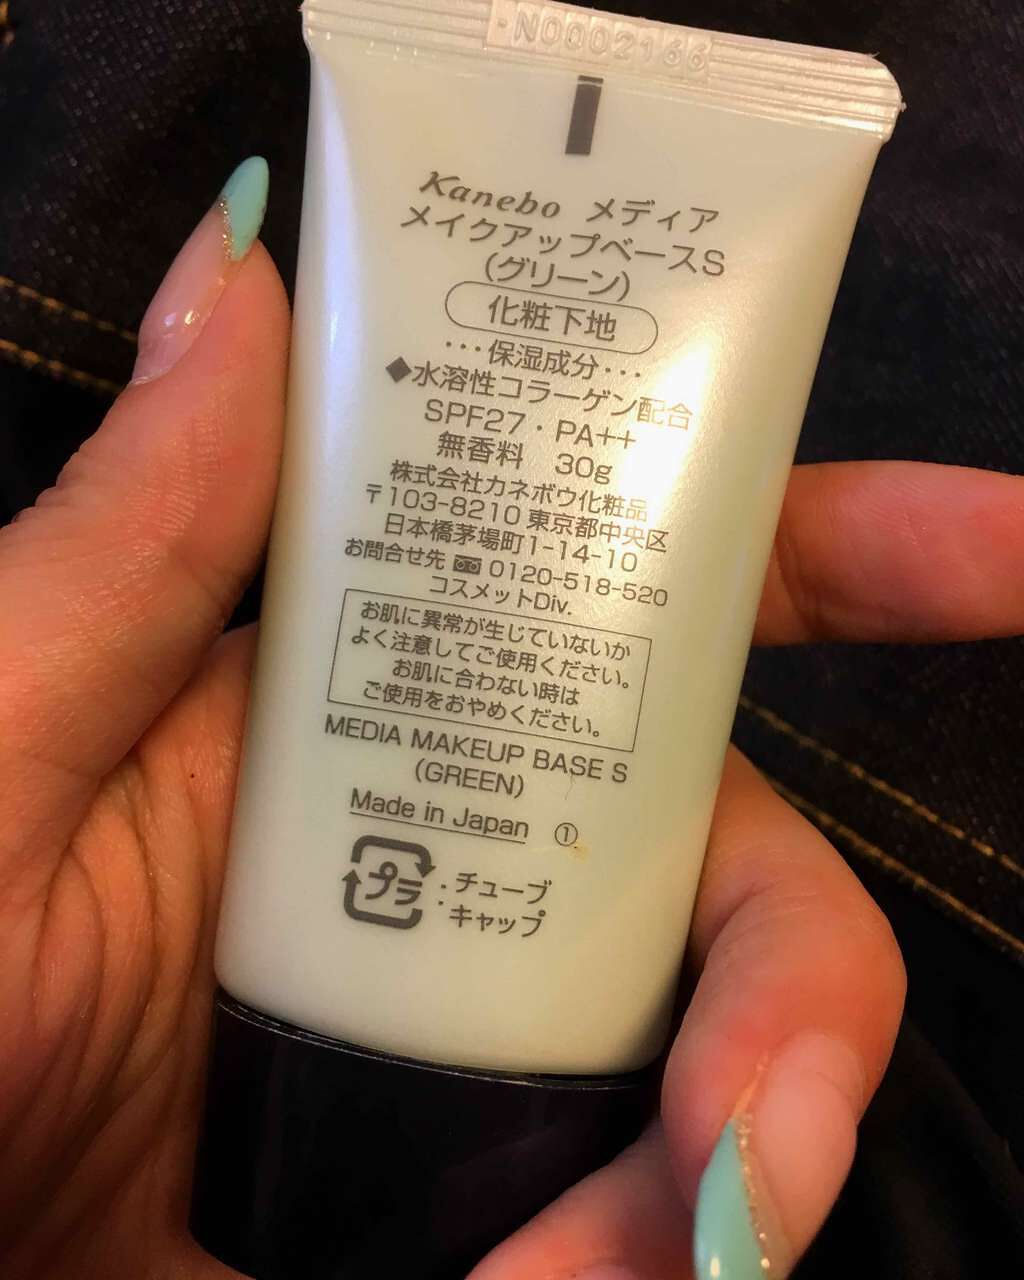 ·N0002166
Kanebo メディア
メイクアップベースS
(グリーン)
化粧下地
···保湿成分···
◆水溶性コラーゲン配合
SPF27・PA++
無香料 30g
株式会社カネボウ化粧品
〒103-8210 東京都中央区
日本橋茅場町1-14-10
お問合せ先 0120-518-520
コスメットDiv.
お肌に異常が生じていないか
よく注意してご使用ください。
お肌に合わない時は
ご使用をおやめください。
MEDIA MAKEUP BASE S
(GREEN)
Made in Japan ①
プラ : チューブ
キャップ